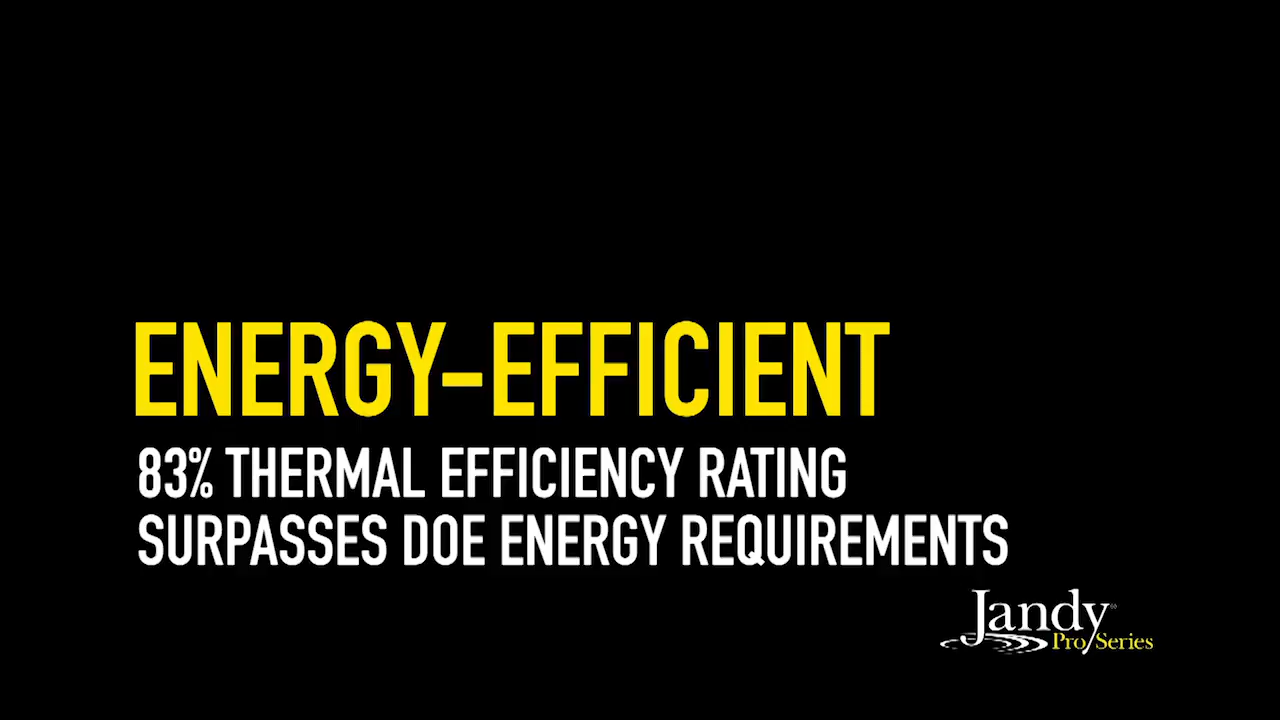 ENERGY-EFFICIENT
83% THERMAL EFFICIENCY RATING
SURPASSES DOE ENERGY REQUIREMENTS
Jandy®
Pro Series